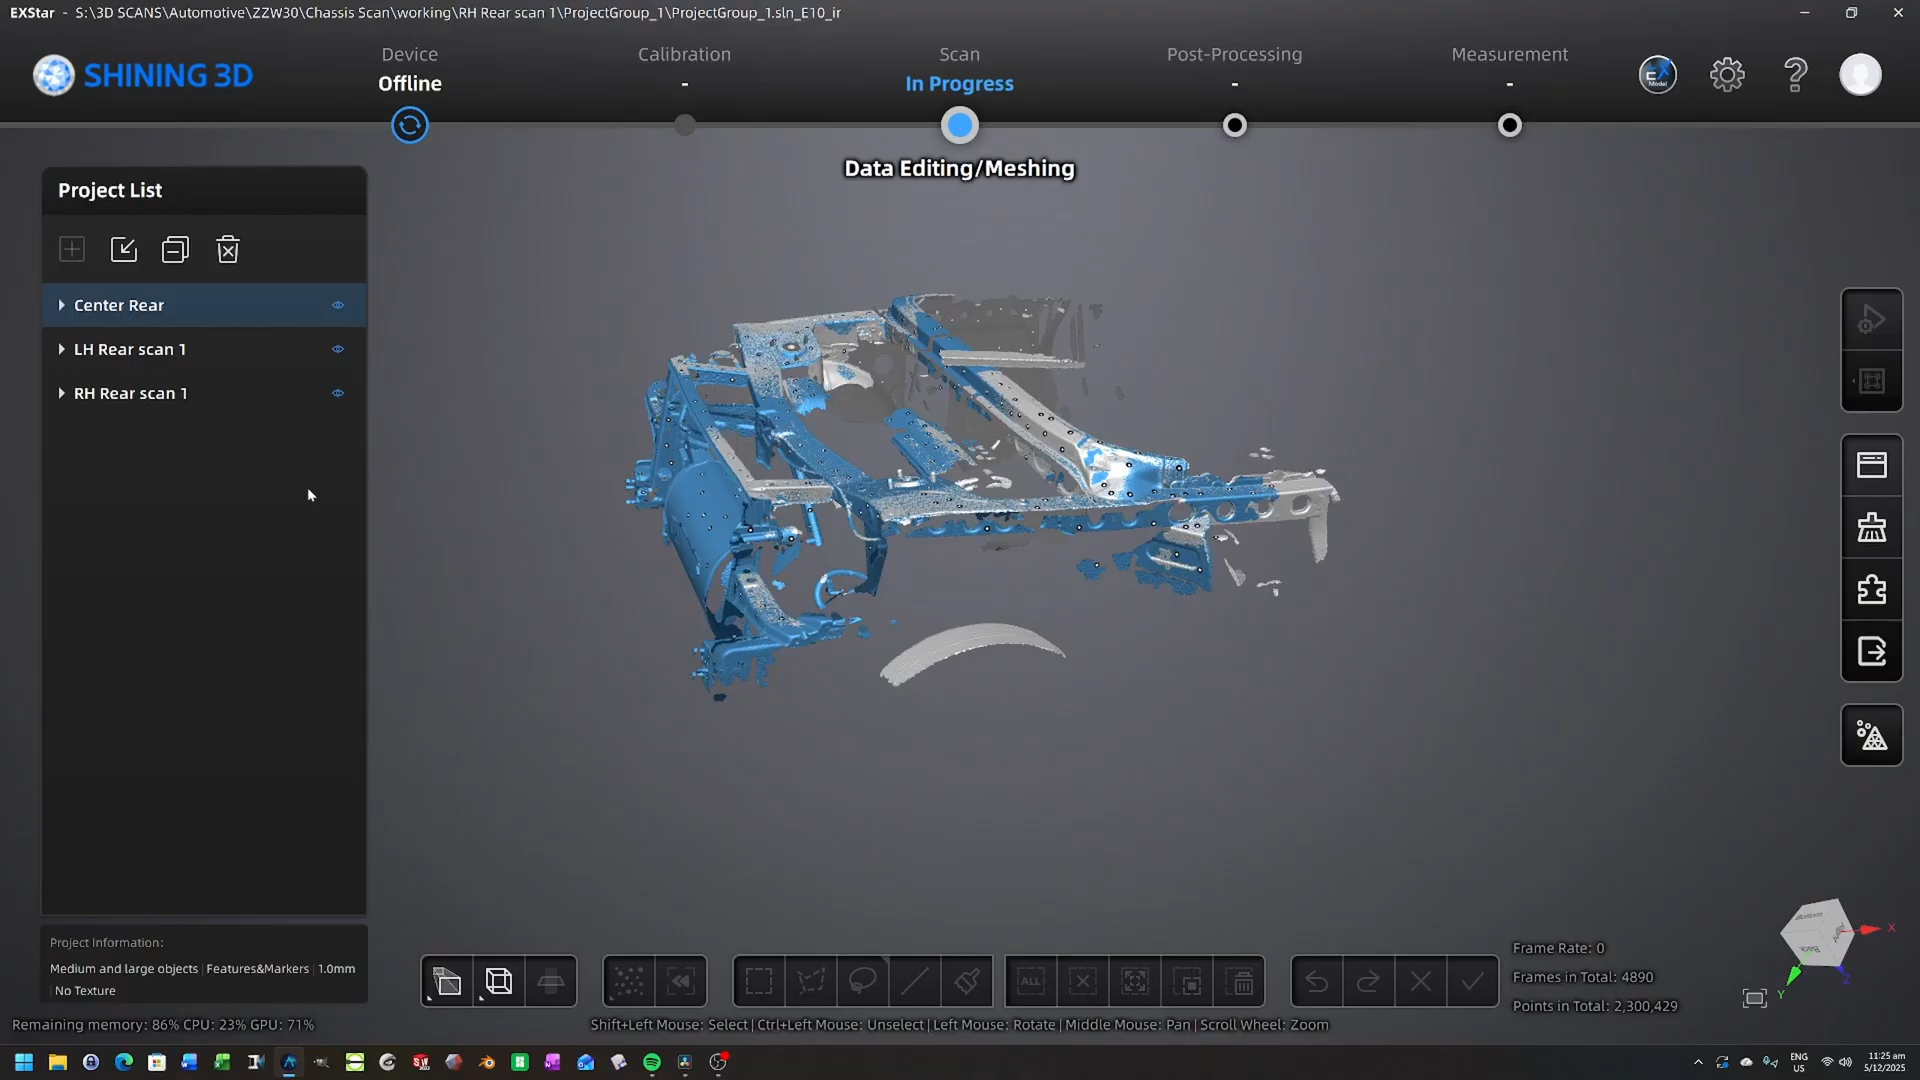 EXStar - S:\3D SCANS\Automotive\ZZW30\Chassis Scan\working\RH Rear scan 1\ProjectGroup_1\ProjectGroup_1.sln_E10_ir
SHINING 3D
Device
Offline
Calibration
-
Scan
In Progress
Post-Processing
-
Measurement
-
Data Editing/Meshing
Project List
Center Rear
LH Rear scan 1
RH Rear scan 1
Project Information:
Medium and large objects | Features&Markers | 1.0mm
| No Texture
Remaining memory: 86% CPU: 23% GPU: 71%
ALL
Shift+Left Mouse: Select | Ctrl+Left Mouse: Unselect | Left Mouse: Rotate | Middle Mouse: Pan | Scroll Wheel: Zoom
Frame Rate: 0
Frames in Total: 4890
Points in Total: 2,300,429
Bottom
Back
X
Y
Z
ENG
US
11:25 am
5/12/2025